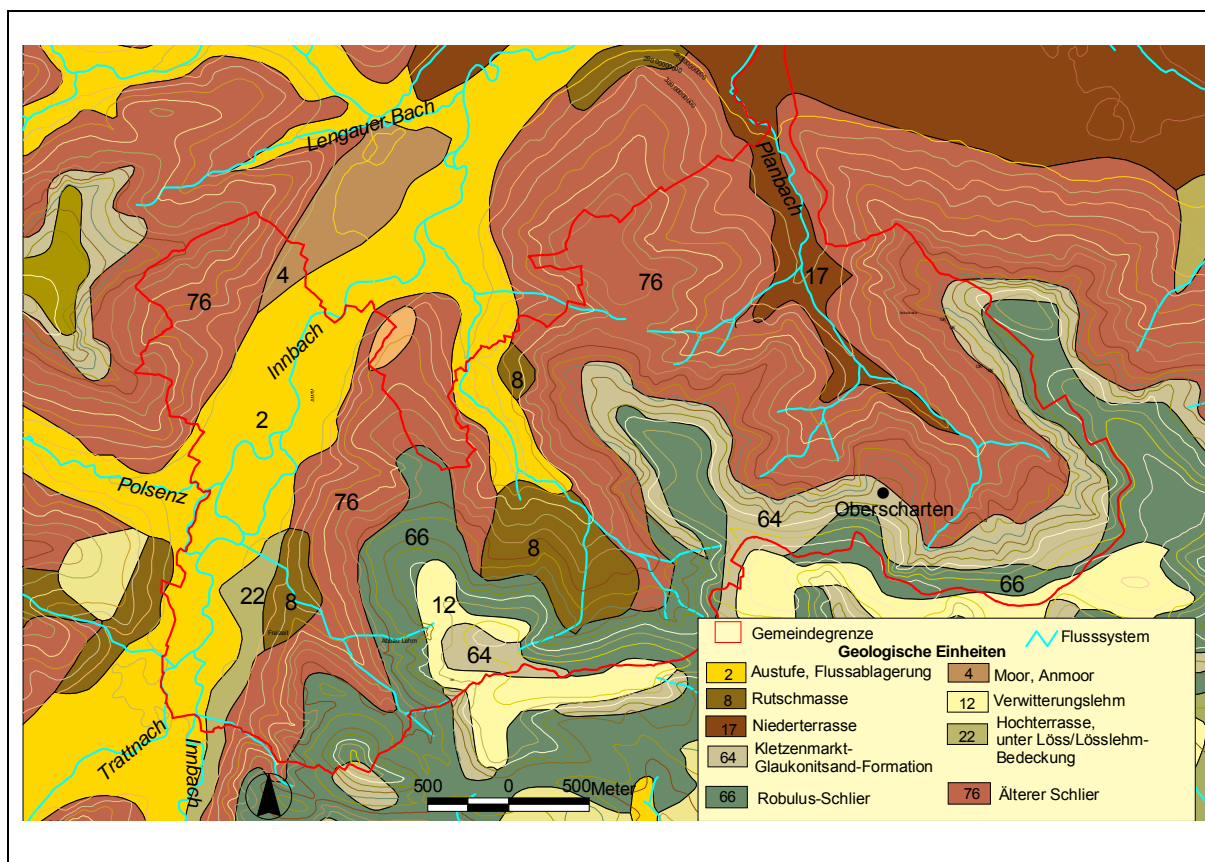 Lengauer Bach
Planbach
4
76
76
17
Innbach
8
2
Polsenz
76
64
Oberscharten
66
8
66
22
8
12
Freizeit
Abbau Lehm
64
Trattnach
Innbach
500 0 500 Meter
Gemeindegrenze
Flusssystem
Geologische Einheiten
2 Austufe, Flussablagerung
4 Moor, Anmoor
8 Rutschmasse
12 Verwitterungslehm
17 Niederterrasse
22 Hochterrasse,
unter Löss/Lösslehm-
Bedeckung
64 Kletzenmarkt-
Glaukonitsand-Formation
66 Robulus-Schlier
76 Älterer Schlier